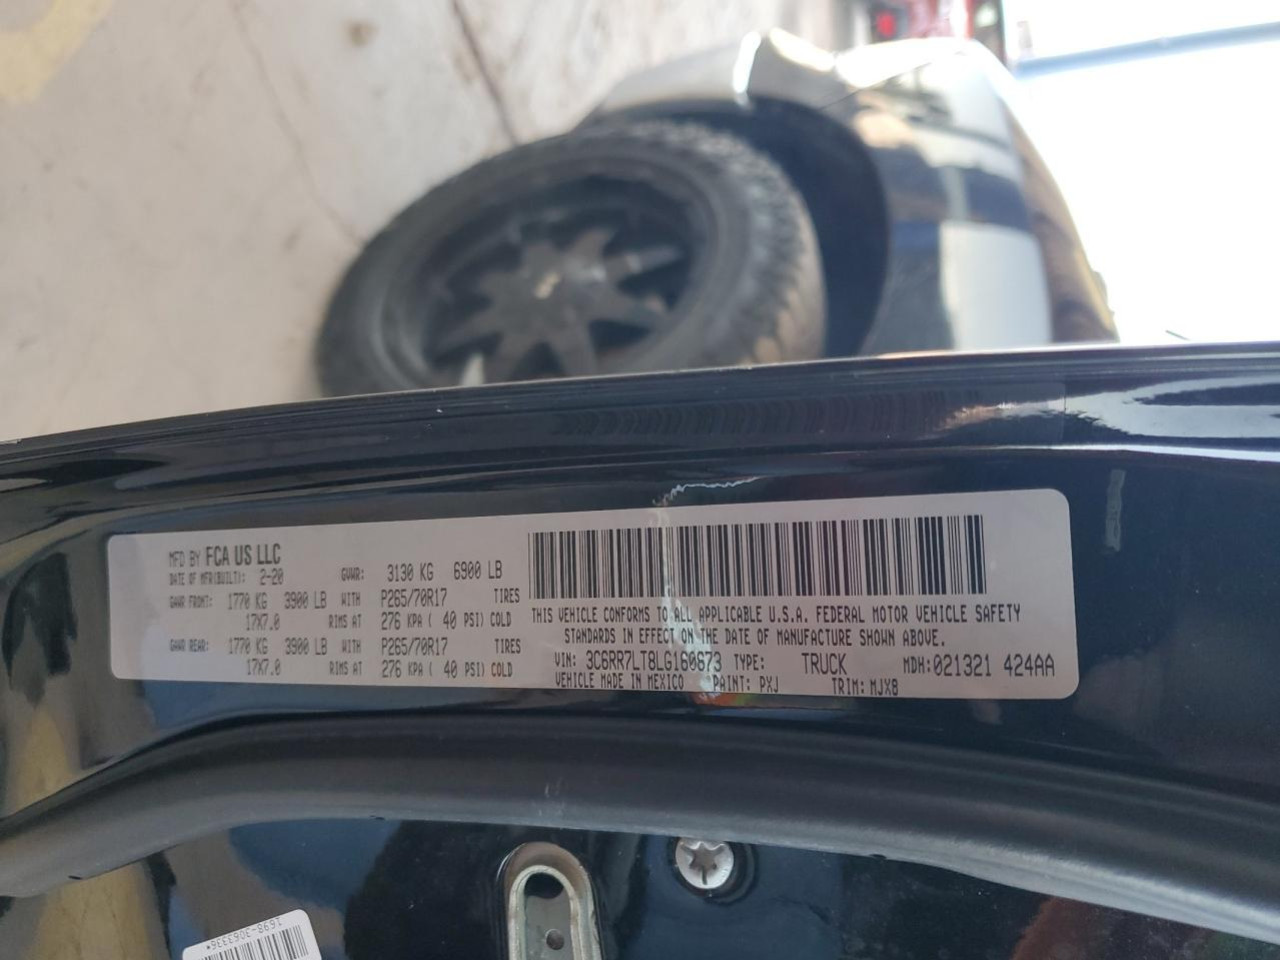 MFD BY FCA US LLC
DATE OF MFR(BUILT): 2-20 GVWR: 3130 KG 6900 LB
GAWR FRONT: 1770 KG 3900 LB WITH P265/70R17 TIRES
17X7.0 RIMS AT 276 KPA ( 40 PSI) COLD
GAWR REAR: 1770 KG 3900 LB WITH P265/70R17 TIRES
17X7.0 RIMS AT 276 KPA ( 40 PSI) COLD
THIS VEHICLE CONFORMS TO ALL APPLICABLE U.S.A. FEDERAL MOTOR VEHICLE SAFETY
STANDARDS IN EFFECT ON THE DATE OF MANUFACTURE SHOWN ABOVE.
VIN: 3C6RR7LT8LG160673 TYPE: TRUCK MDH: 021321 424AA
VEHICLE MADE IN MEXICO PAINT: PXJ TRIM: MJX8
1698-3063336*